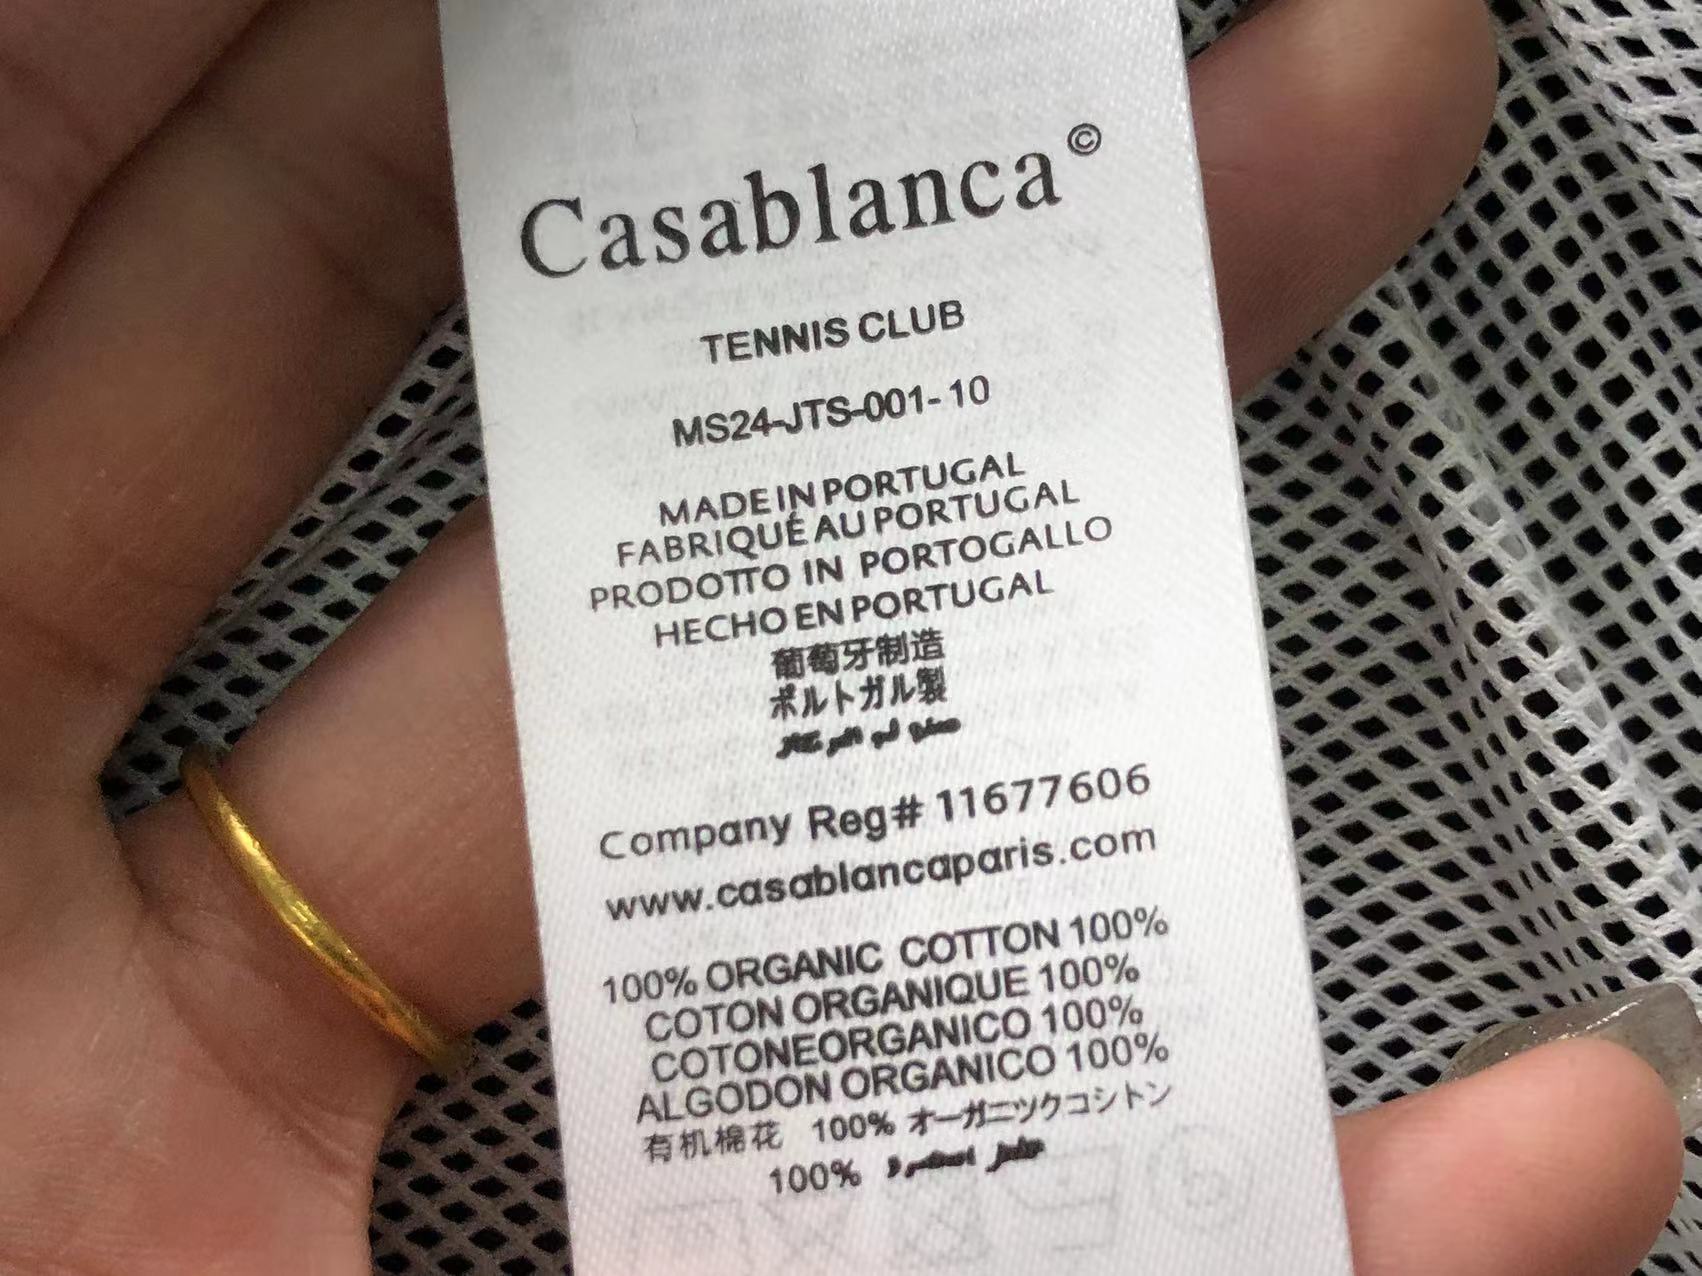 Casablanca©
TENNIS CLUB
MS24-JTS-001-10
MADE IN PORTUGAL
FABRIQUÉ AU PORTUGAL
PRODOTTO IN PORTOGALLO
HECHO EN PORTUGAL
葡萄牙制造
ポルトガル製
Company Reg# 11677606
www.casablancaparis.com
100% ORGANIC COTTON 100%
COTON ORGANIQUE 100%
COTONEORGANICO 100%
ALGODON ORGANICO 100%
有机棉花 100% オーガニツクコシトン
100%